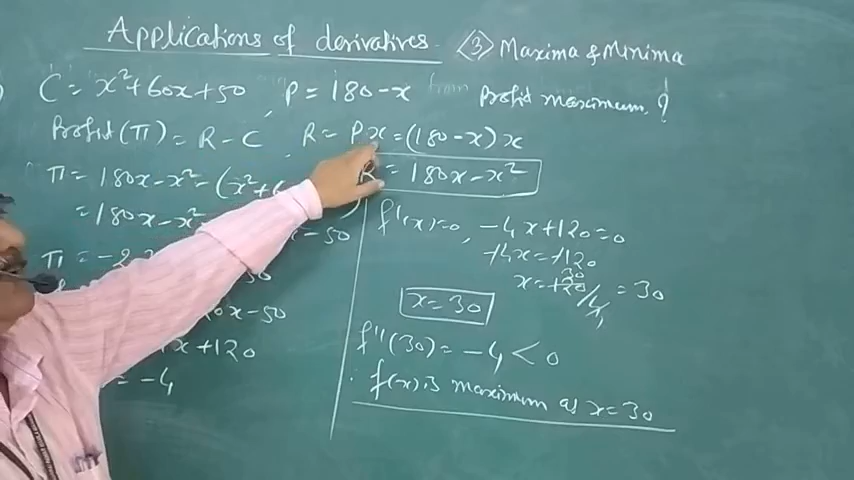 Applications of derivatives. <3> Maxima & Minima
C = x²+60x+50, P = 180-x Profit maximum ?
Profit (π) = R - C, R = Px = (180-x)x
π = 180x - x² - (x²+6
R = 180x - x²
= 180x - x²
x - 50
π = -2
50
x - 50
x + 120
= -4
f'(x)=0, -4x+120=0
-4x=-120
x = -120/4 = 30
30
x=30
f''(30) = -4 < 0
∴ f(x) is maximum at x=30